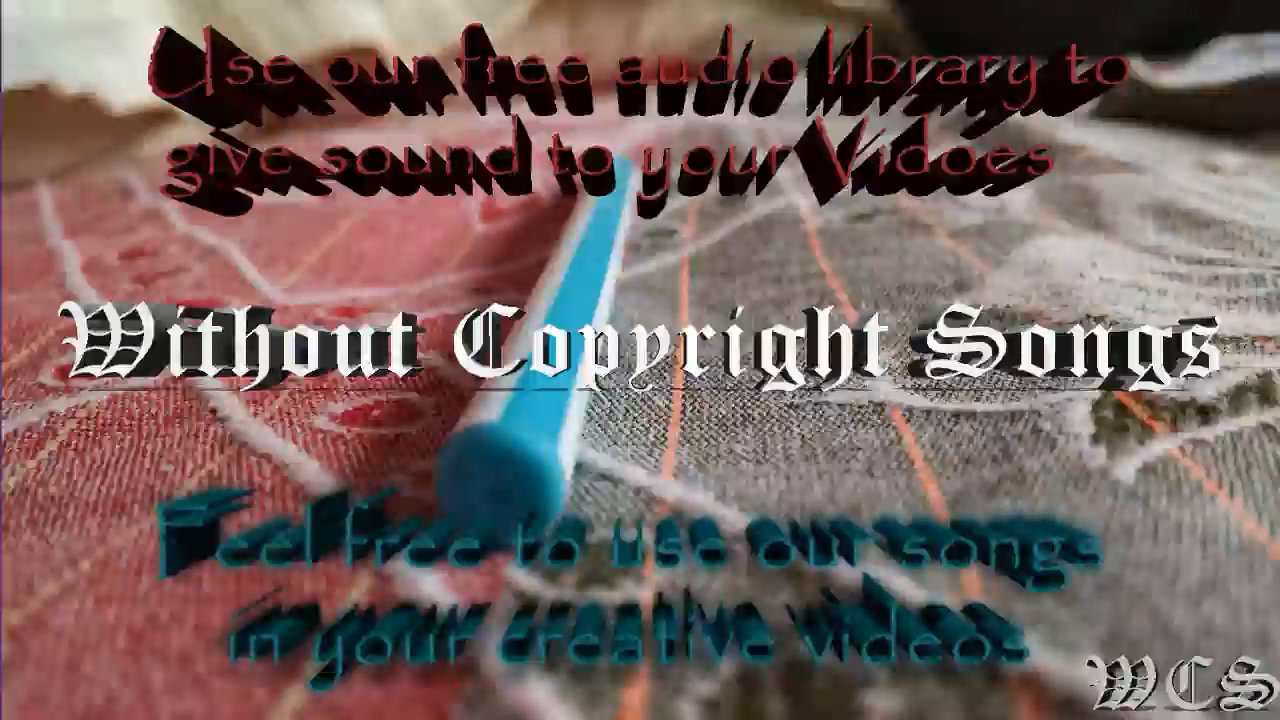 Use our free audio library to
give sound to your Vidoes
Without Copyright Songs
Feel free to use our songs
in your creative videos
WCS